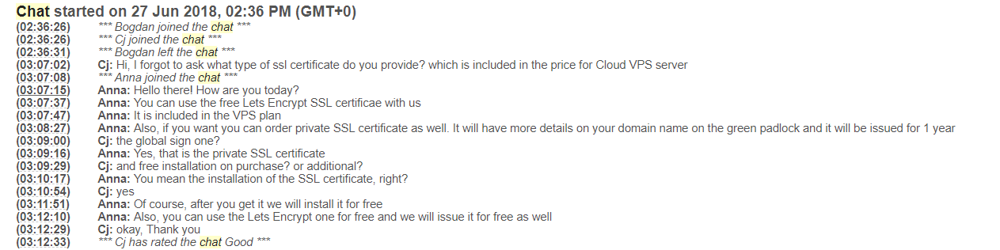 Chat started on 27 Jun 2018, 02:36 PM (GMT+0)
(02:36:26) *** Bogdan joined the chat ***
(02:36:26) *** Cj joined the chat ***
(02:36:31) *** Bogdan left the chat ***
(03:07:02) Cj: Hi, I forgot to ask what type of ssl certificate do you provide? which is included in the price for Cloud VPS server
(03:07:08) *** Anna joined the chat ***
(03:07:15) Anna: Hello there! How are you today?
(03:07:37) Anna: You can use the free Lets Encrypt SSL certificae with us
(03:07:47) Anna: It is included in the VPS plan
(03:08:27) Anna: Also, if you want you can order private SSL certificate as well. It will have more details on your domain name on the green padlock and it will be issued for 1 year
(03:09:00) Cj: the global sign one?
(03:09:16) Anna: Yes, that is the private SSL certificate
(03:09:29) Cj: and free installation on purchase? or additional?
(03:10:17) Anna: You mean the installation of the SSL certificate, right?
(03:10:54) Cj: yes
(03:11:51) Anna: Of course, after you get it we will install it for free
(03:12:10) Anna: Also, you can use the Lets Encrypt one for free and we will issue it for free as well
(03:12:29) Cj: okay, Thank you
(03:12:33) *** Cj has rated the chat Good ***